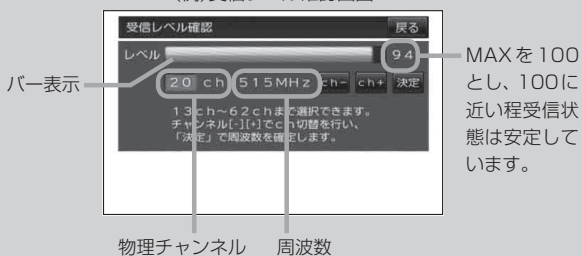 受信レベル確認
戻る
レベル
94
バー表示
20 ch
515MHz
ch-
ch+
決定
13ch~62chまで選択できます。
チャンネル[-][+]でch切替を行い、
「決定」で周波数を確定します。
MAXを100
とし、100に
近い程受信状
態は安定して
います。
物理チャンネル
周波数